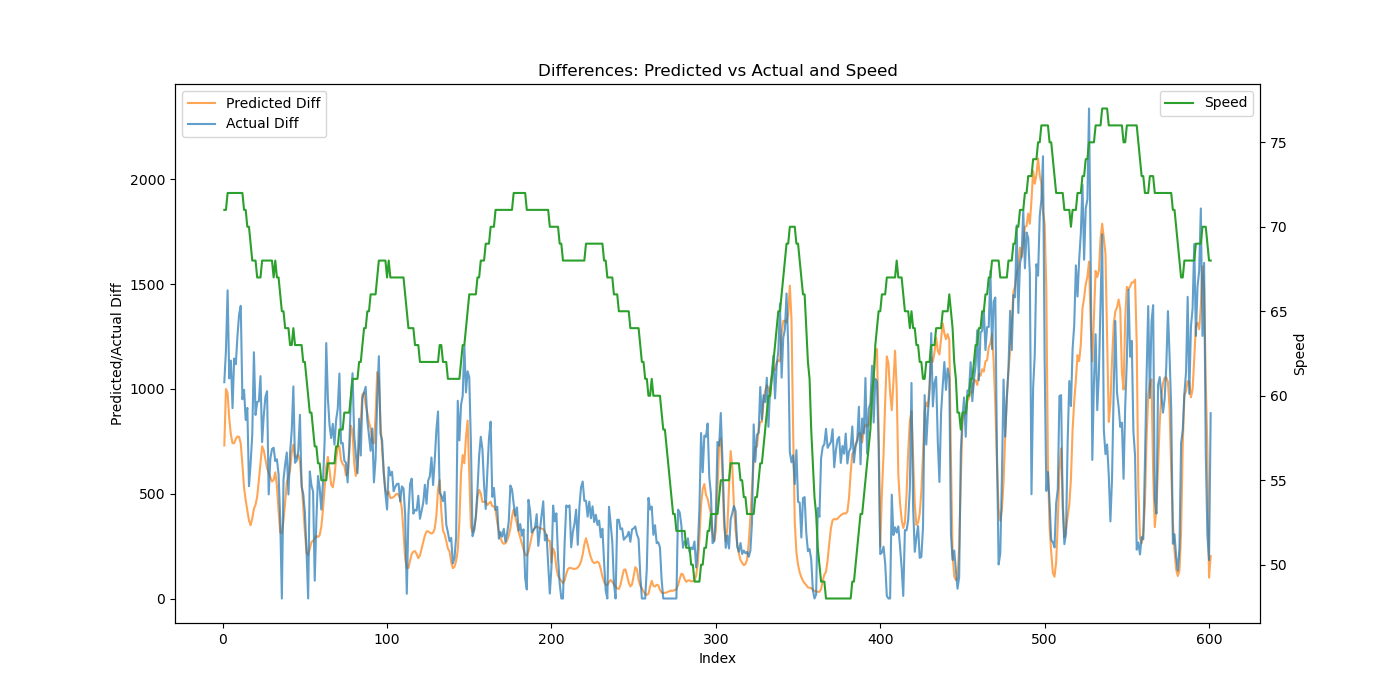 Differences: Predicted vs Actual and Speed
Predicted Diff
Actual Diff
Speed
2000
1500
1000
500
0
Predicted/Actual Diff
75
70
65
60
55
50
Speed
0 100 200 300 400 500 600
Index